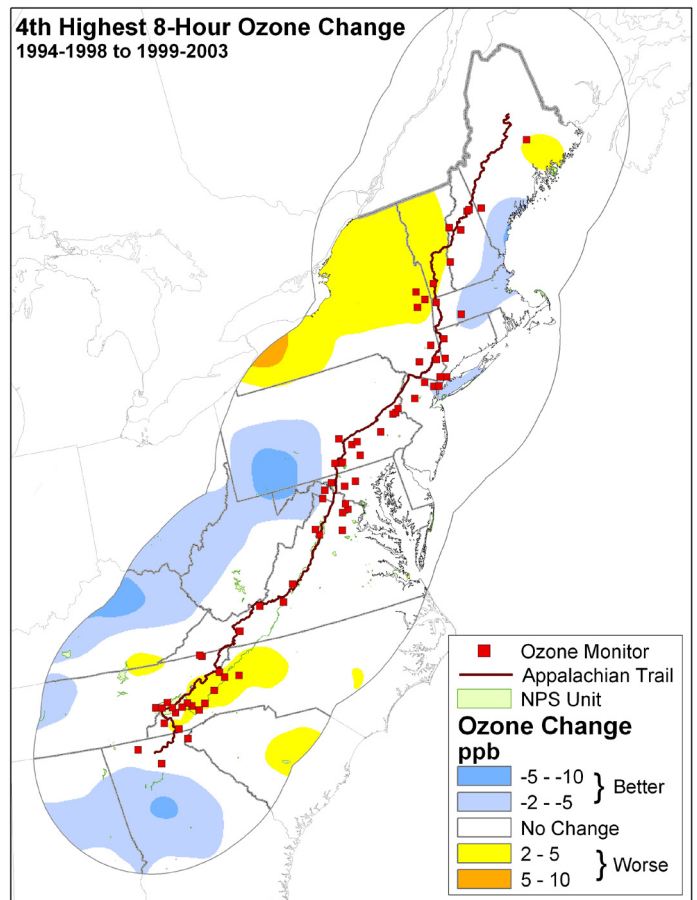 4th Highest 8-Hour Ozone Change
1994-1998 to 1999-2003
Ozone Monitor
Appalachian Trail
NPS Unit
Ozone Change
ppb
-5 - -10
-2 - -5
} Better
No Change
2 - 5
5 - 10
} Worse